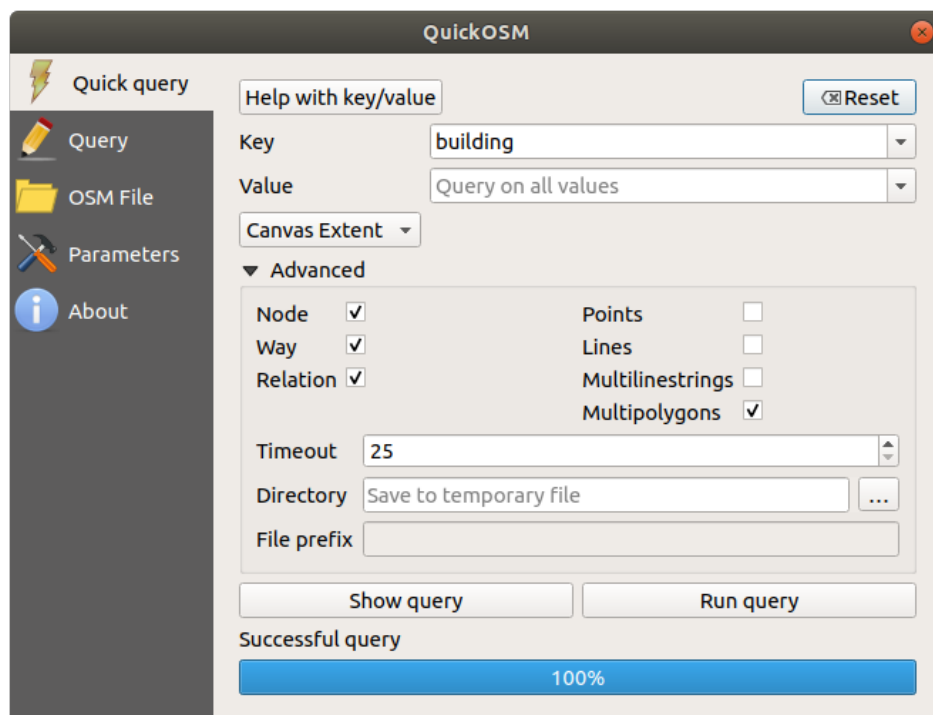 QuickOSM
Quick query
Query
OSM File
Parameters
About
Help with key/value
Reset
Key building
Value Query on all values
Canvas Extent
Advanced
Node Points
Way Lines
Relation Multilinestrings
Multipolygons
Timeout 25
Directory Save to temporary file ...
File prefix
Show query Run query
Successful query
100%